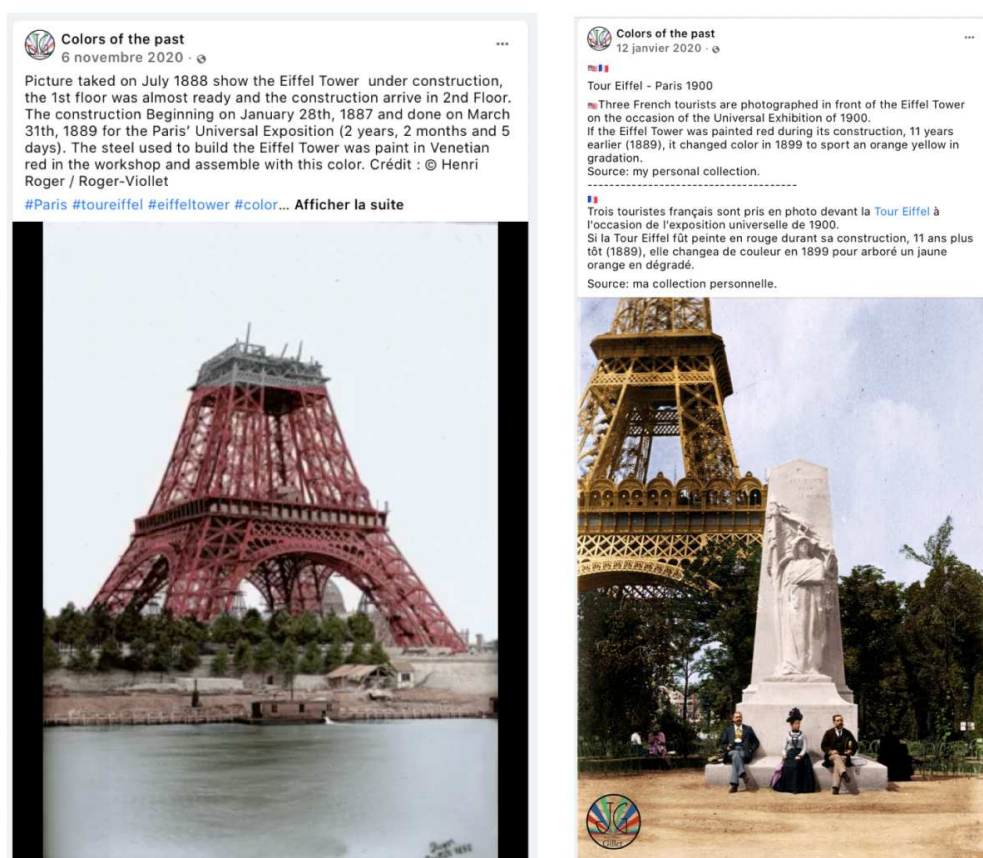 Colors of the past
6 novembre 2020 ·
Picture taked on July 1888 show the Eiffel Tower under construction,
the 1st floor was almost ready and the construction arrive in 2nd Floor.
The construction Beginning on January 28th, 1887 and done on March
31th, 1889 for the Paris' Universal Exposition (2 years, 2 months and 5
days). The steel used to build the Eiffel Tower was paint in Venetian
red in the workshop and assemble with this color. Crédit : © Henri
Roger / Roger-Viollet
#Paris #toureiffel #eiffeltower #color... Afficher la suite
Colors of the past
12 janvier 2020 ·
Tour Eiffel - Paris 1900
Three French tourists are photographed in front of the Eiffel Tower
on the occasion of the Universal Exhibition of 1900.
If the Eiffel Tower was painted red during its construction, 11 years
earlier (1889), it changed color in 1899 to sport an orange yellow in
gradation.
Source: my personal collection.
--------------------------------------
Trois touristes français sont pris en photo devant la Tour Eiffel à
l'occasion de l'exposition universelle de 1900.
Si la Tour Eiffel fût peinte en rouge durant sa construction, 11 ans plus
tôt (1889), elle changea de couleur en 1899 pour arboré un jaune
orange en dégradé.
Source: ma collection personnelle.
JG
Gillet